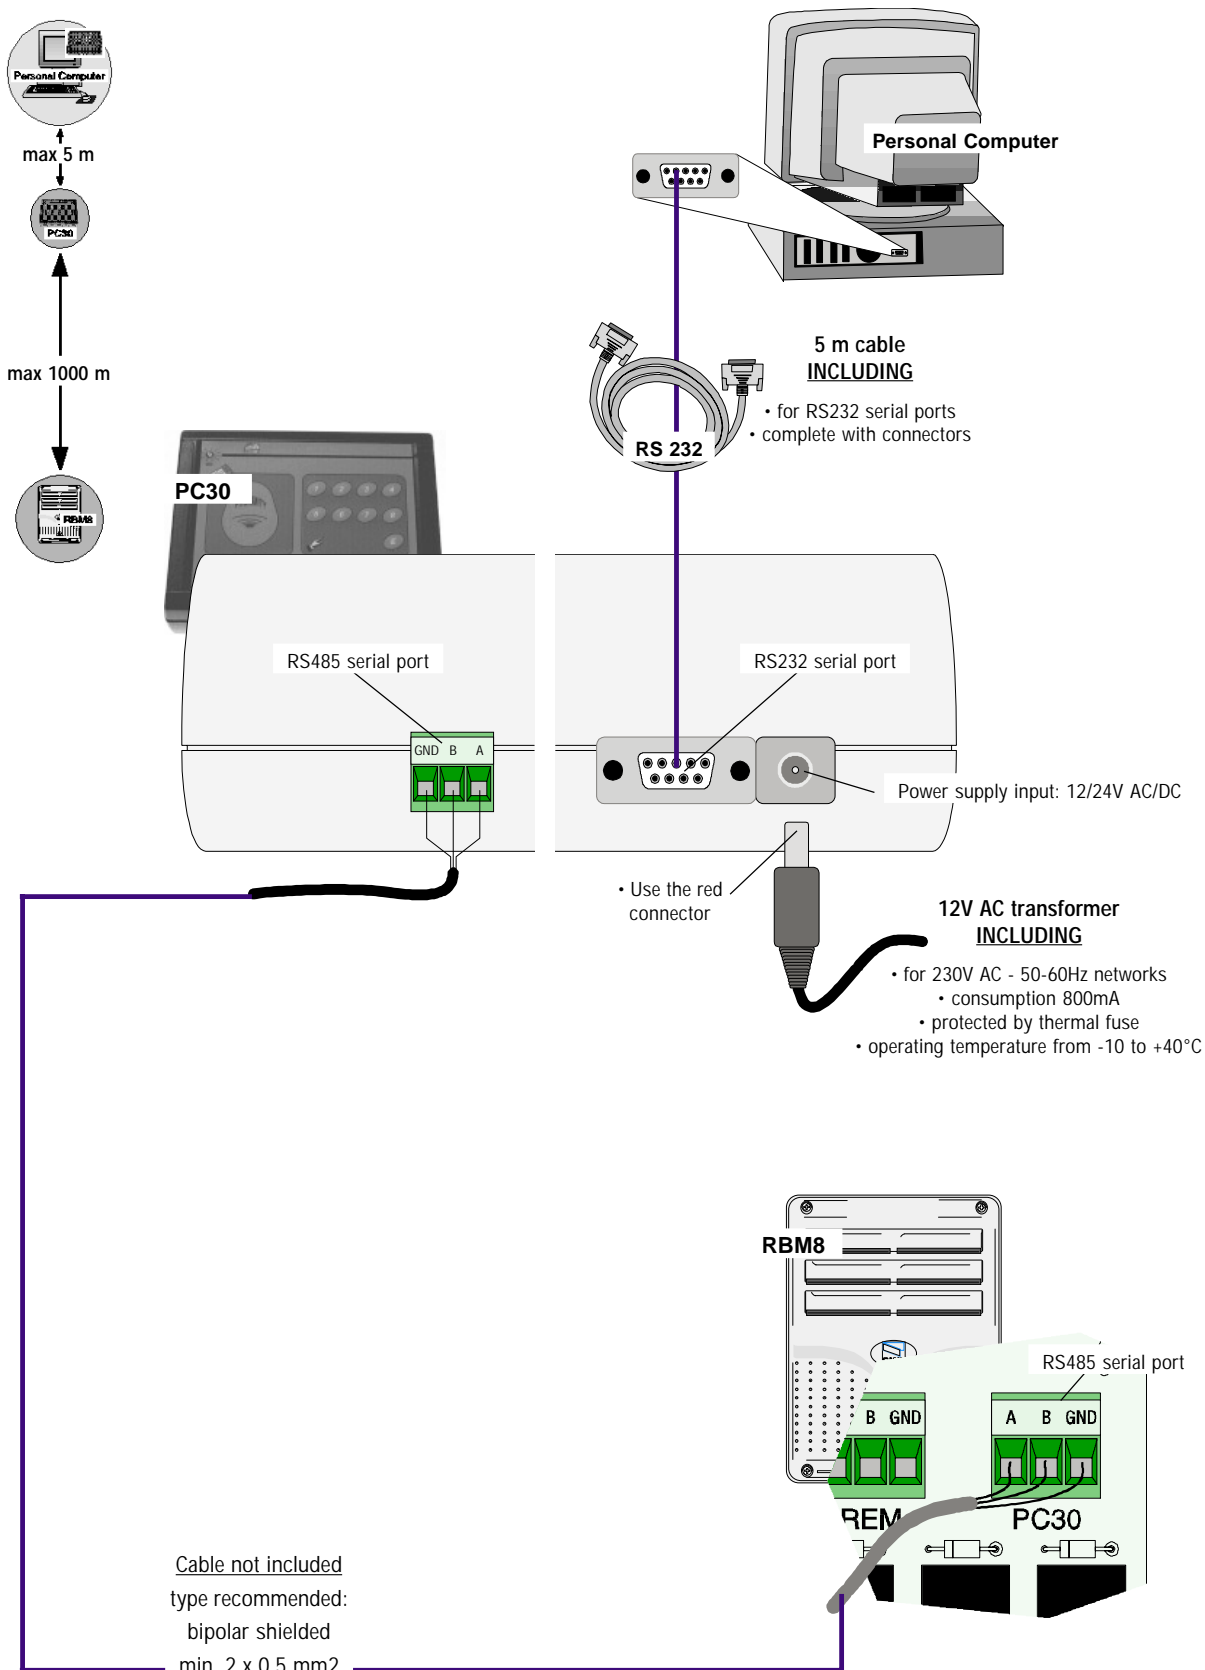 Personal Computer
max 5 m
PC30
max 1000 m
RBM8
Personal Computer
5 m cable
INCLUDING
• for RS232 serial ports
• complete with connectors
RS 232
PC30
RS485 serial port
RS232 serial port
GND B A
Power supply input: 12/24V AC/DC
• Use the red
connector
12V AC transformer
INCLUDING
• for 230V AC - 50-60Hz networks
• consumption 800mA
• protected by thermal fuse
• operating temperature from -10 to +40°C
RBM8
RS485 serial port
B GND
A B GND
REM
PC30
Cable not included
type recommended:
bipolar shielded
min. 2 x 0,5 mm2